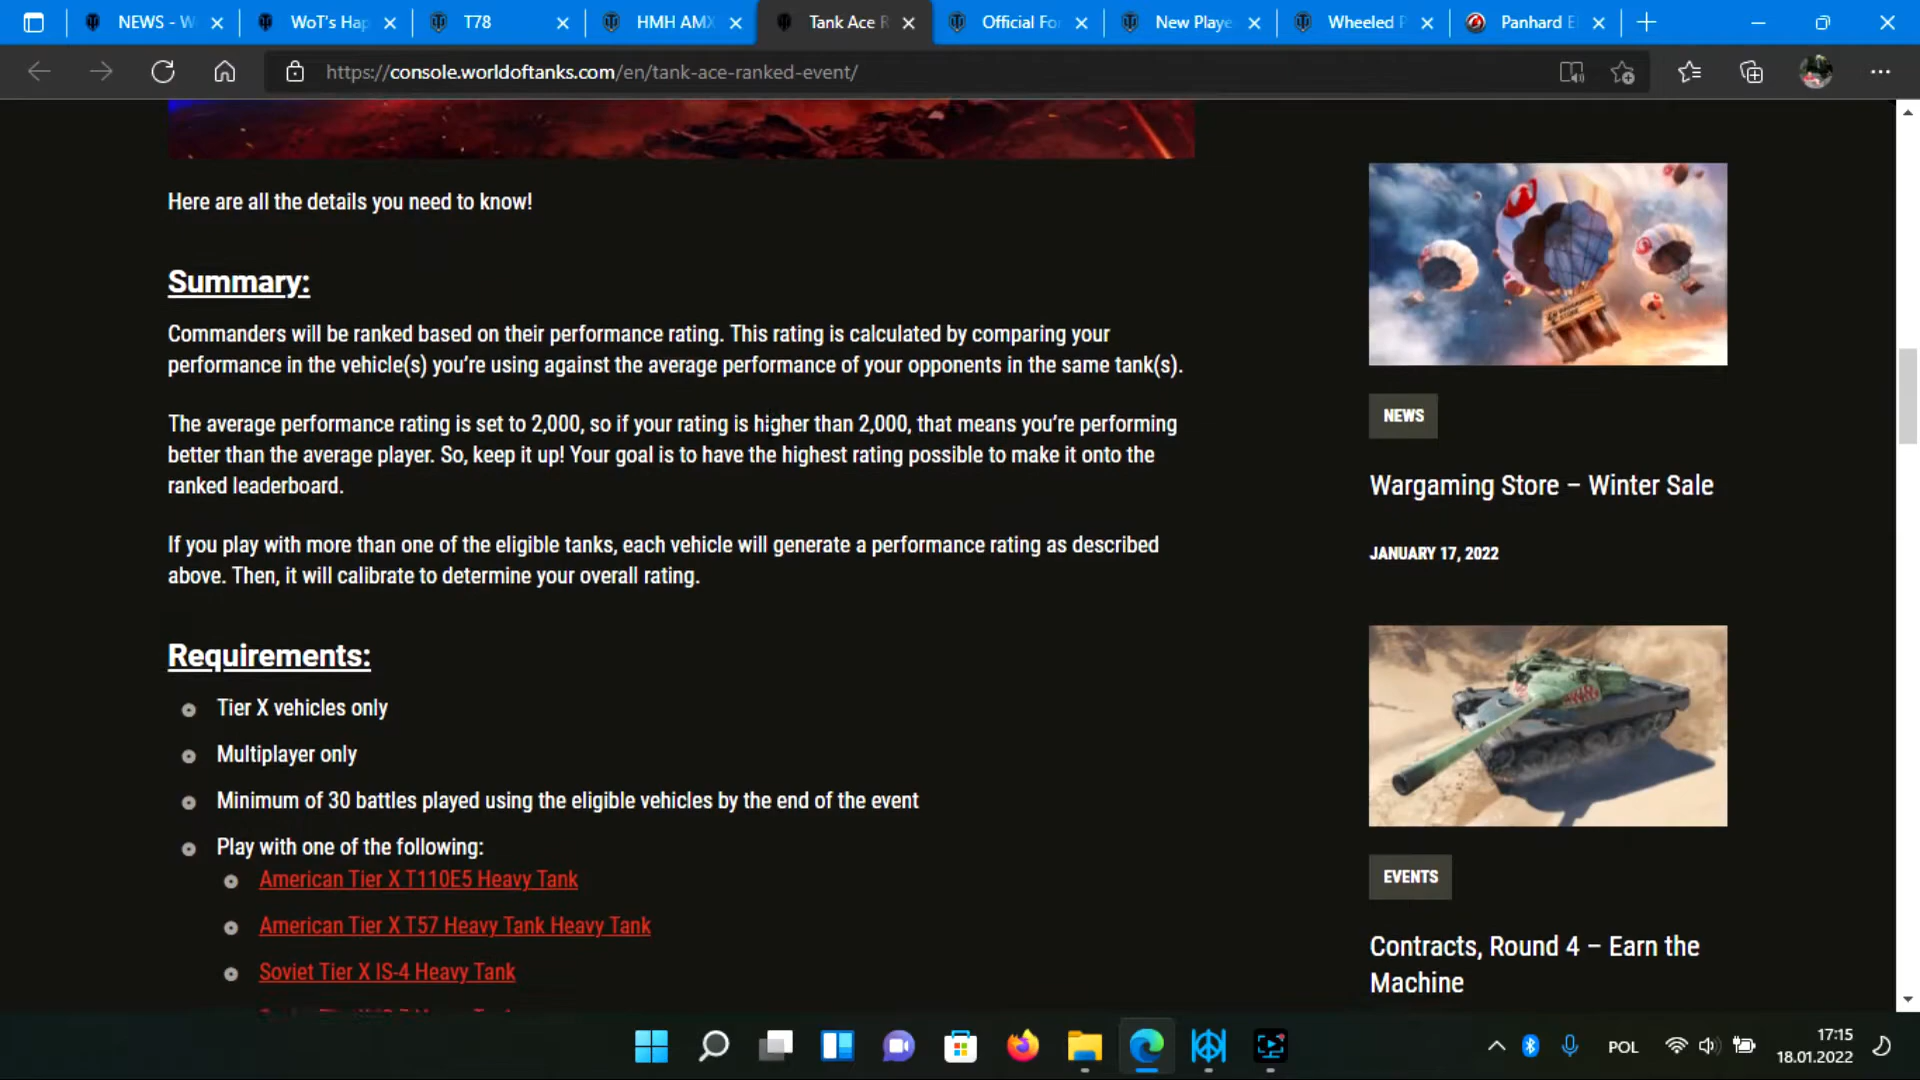 NEWS - W
WoT's Hap
T78
HMH AMX
Tank Ace R
Official Fo
New Playe
Wheeled P
Panhard E
https://console.worldoftanks.com/en/tank-ace-ranked-event/
Here are all the details you need to know!
Summary:
Commanders will be ranked based on their performance rating. This rating is calculated by comparing your
performance in the vehicle(s) you're using against the average performance of your opponents in the same tank(s).
The average performance rating is set to 2,000, so if your rating is higher than 2,000, that means you're performing
better than the average player. So, keep it up! Your goal is to have the highest rating possible to make it onto the
ranked leaderboard.
If you play with more than one of the eligible tanks, each vehicle will generate a performance rating as described
above. Then, it will calibrate to determine your overall rating.
Requirements:
Tier X vehicles only
Multiplayer only
Minimum of 30 battles played using the eligible vehicles by the end of the event
Play with one of the following:
American Tier X T110E5 Heavy Tank
American Tier X T57 Heavy Tank Heavy Tank
Soviet Tier X IS-4 Heavy Tank
NEWS
Wargaming Store – Winter Sale
JANUARY 17, 2022
EVENTS
Contracts, Round 4 – Earn the
Machine
POL
17:15
18.01.2022